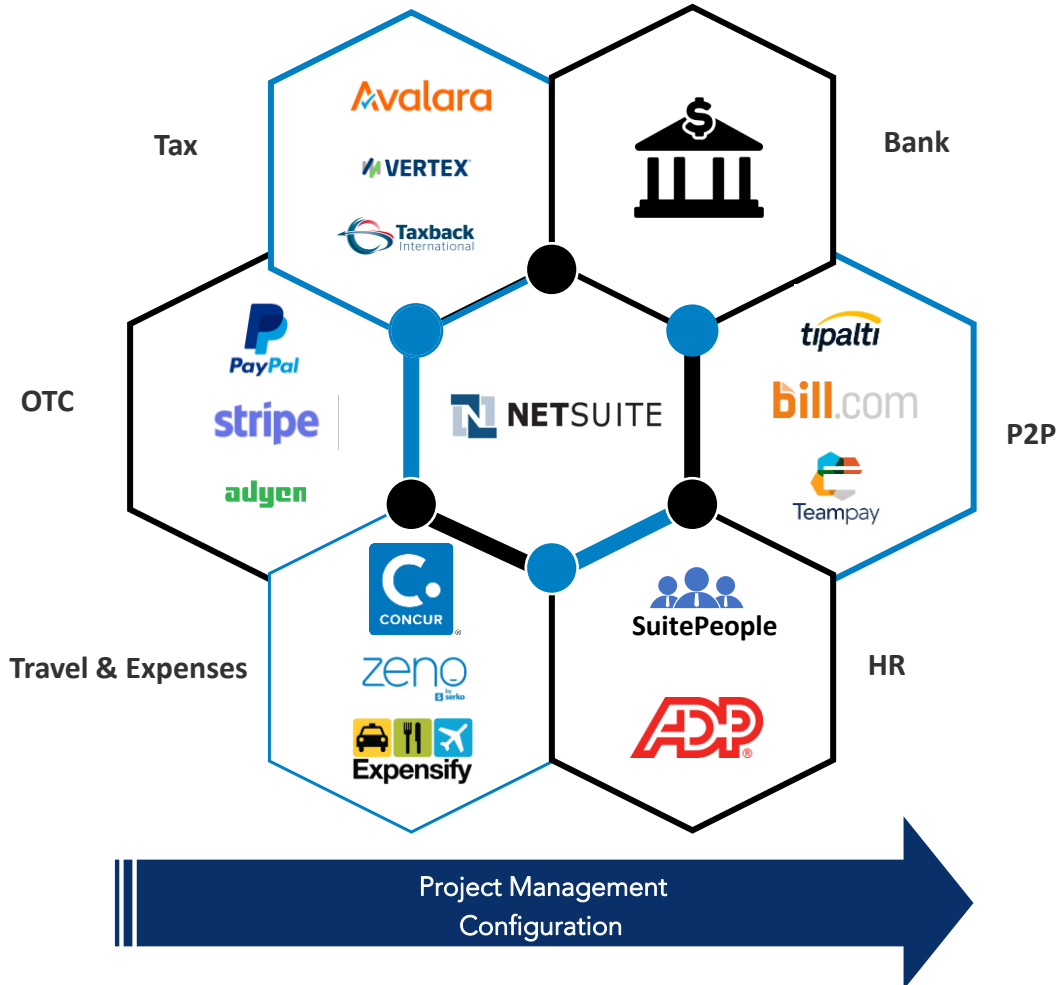 Avalara
Tax
VERTEX
Taxback
International
$
Bank
PayPal
stripe
adyen
OTC
NETSUITE
tipalti
bill.com
Teampay
P2P
C.
CONCUR
®
zeno
by
serko
Expensify
Travel & Expenses
SuitePeople
ADP
®
HR
Project Management
Configuration